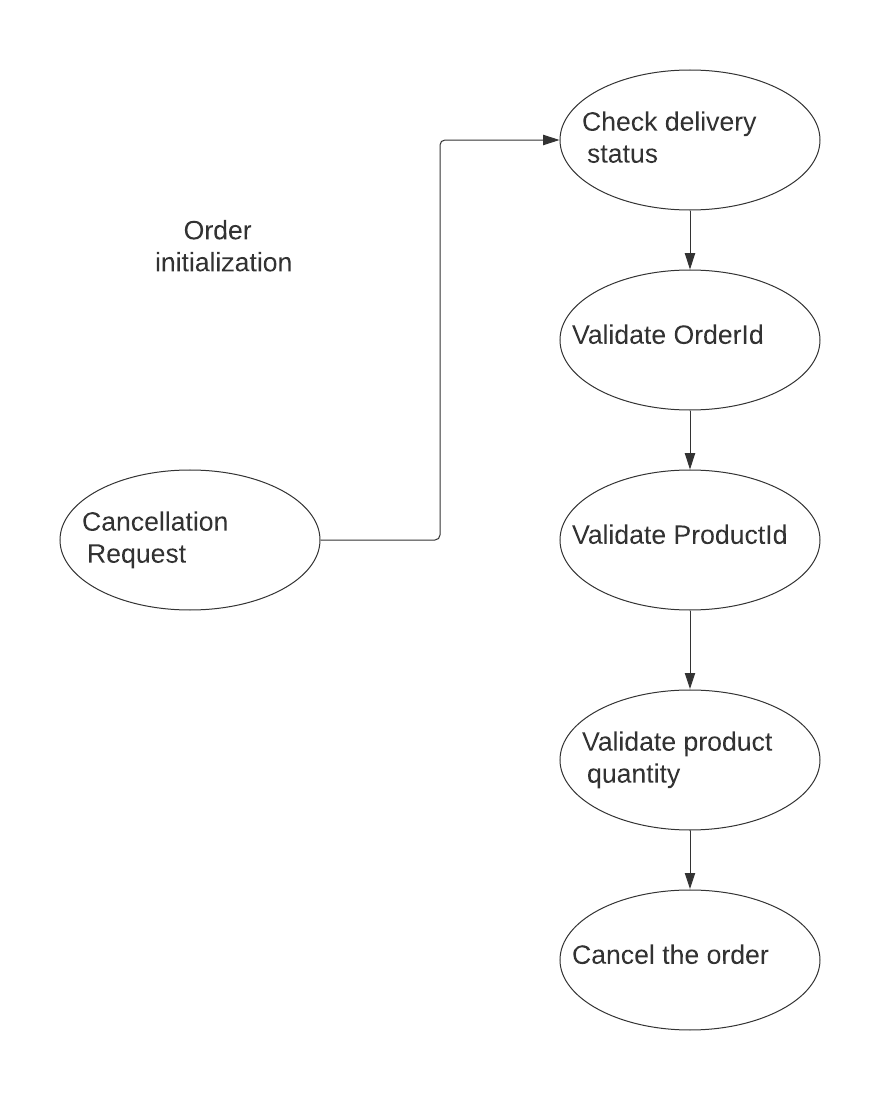 Order
initialization
Cancellation
Request
Check delivery
status
Validate OrderId
Validate ProductId
Validate product
quantity
Cancel the order